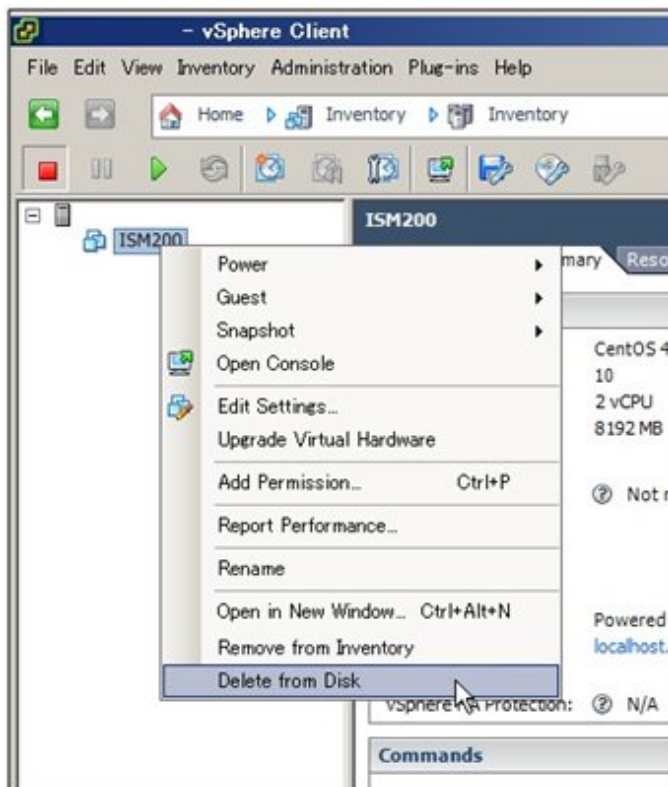 - vSphere Client
File Edit View Inventory Administration Plug-ins Help
Home Inventory Inventory
ISM200
ISM200
mary Reso
Power
Guest
Snapshot
Open Console
Edit Settings...
Upgrade Virtual Hardware
Add Permission... Ctrl+P
Report Performance...
Rename
Open in New Window... Ctrl+Alt+N
Remove from Inventory
Delete from Disk
CentOS 4
10
2 vCPU
8192 MB
Not r
Powered
localhost.
vSphere HA Protection: N/A
Commands